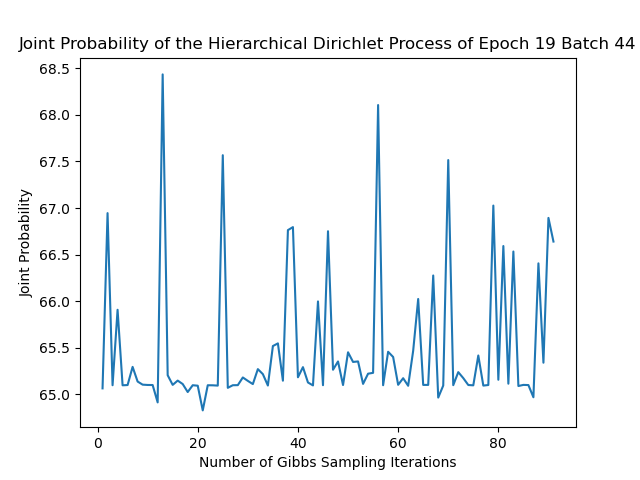 Joint Probability of the Hierarchical Dirichlet Process of Epoch 19 Batch 44
68.5
68.0
67.5
67.0
66.5
66.0
65.5
65.0
Joint Probability
0 20 40 60 80
Number of Gibbs Sampling Iterations